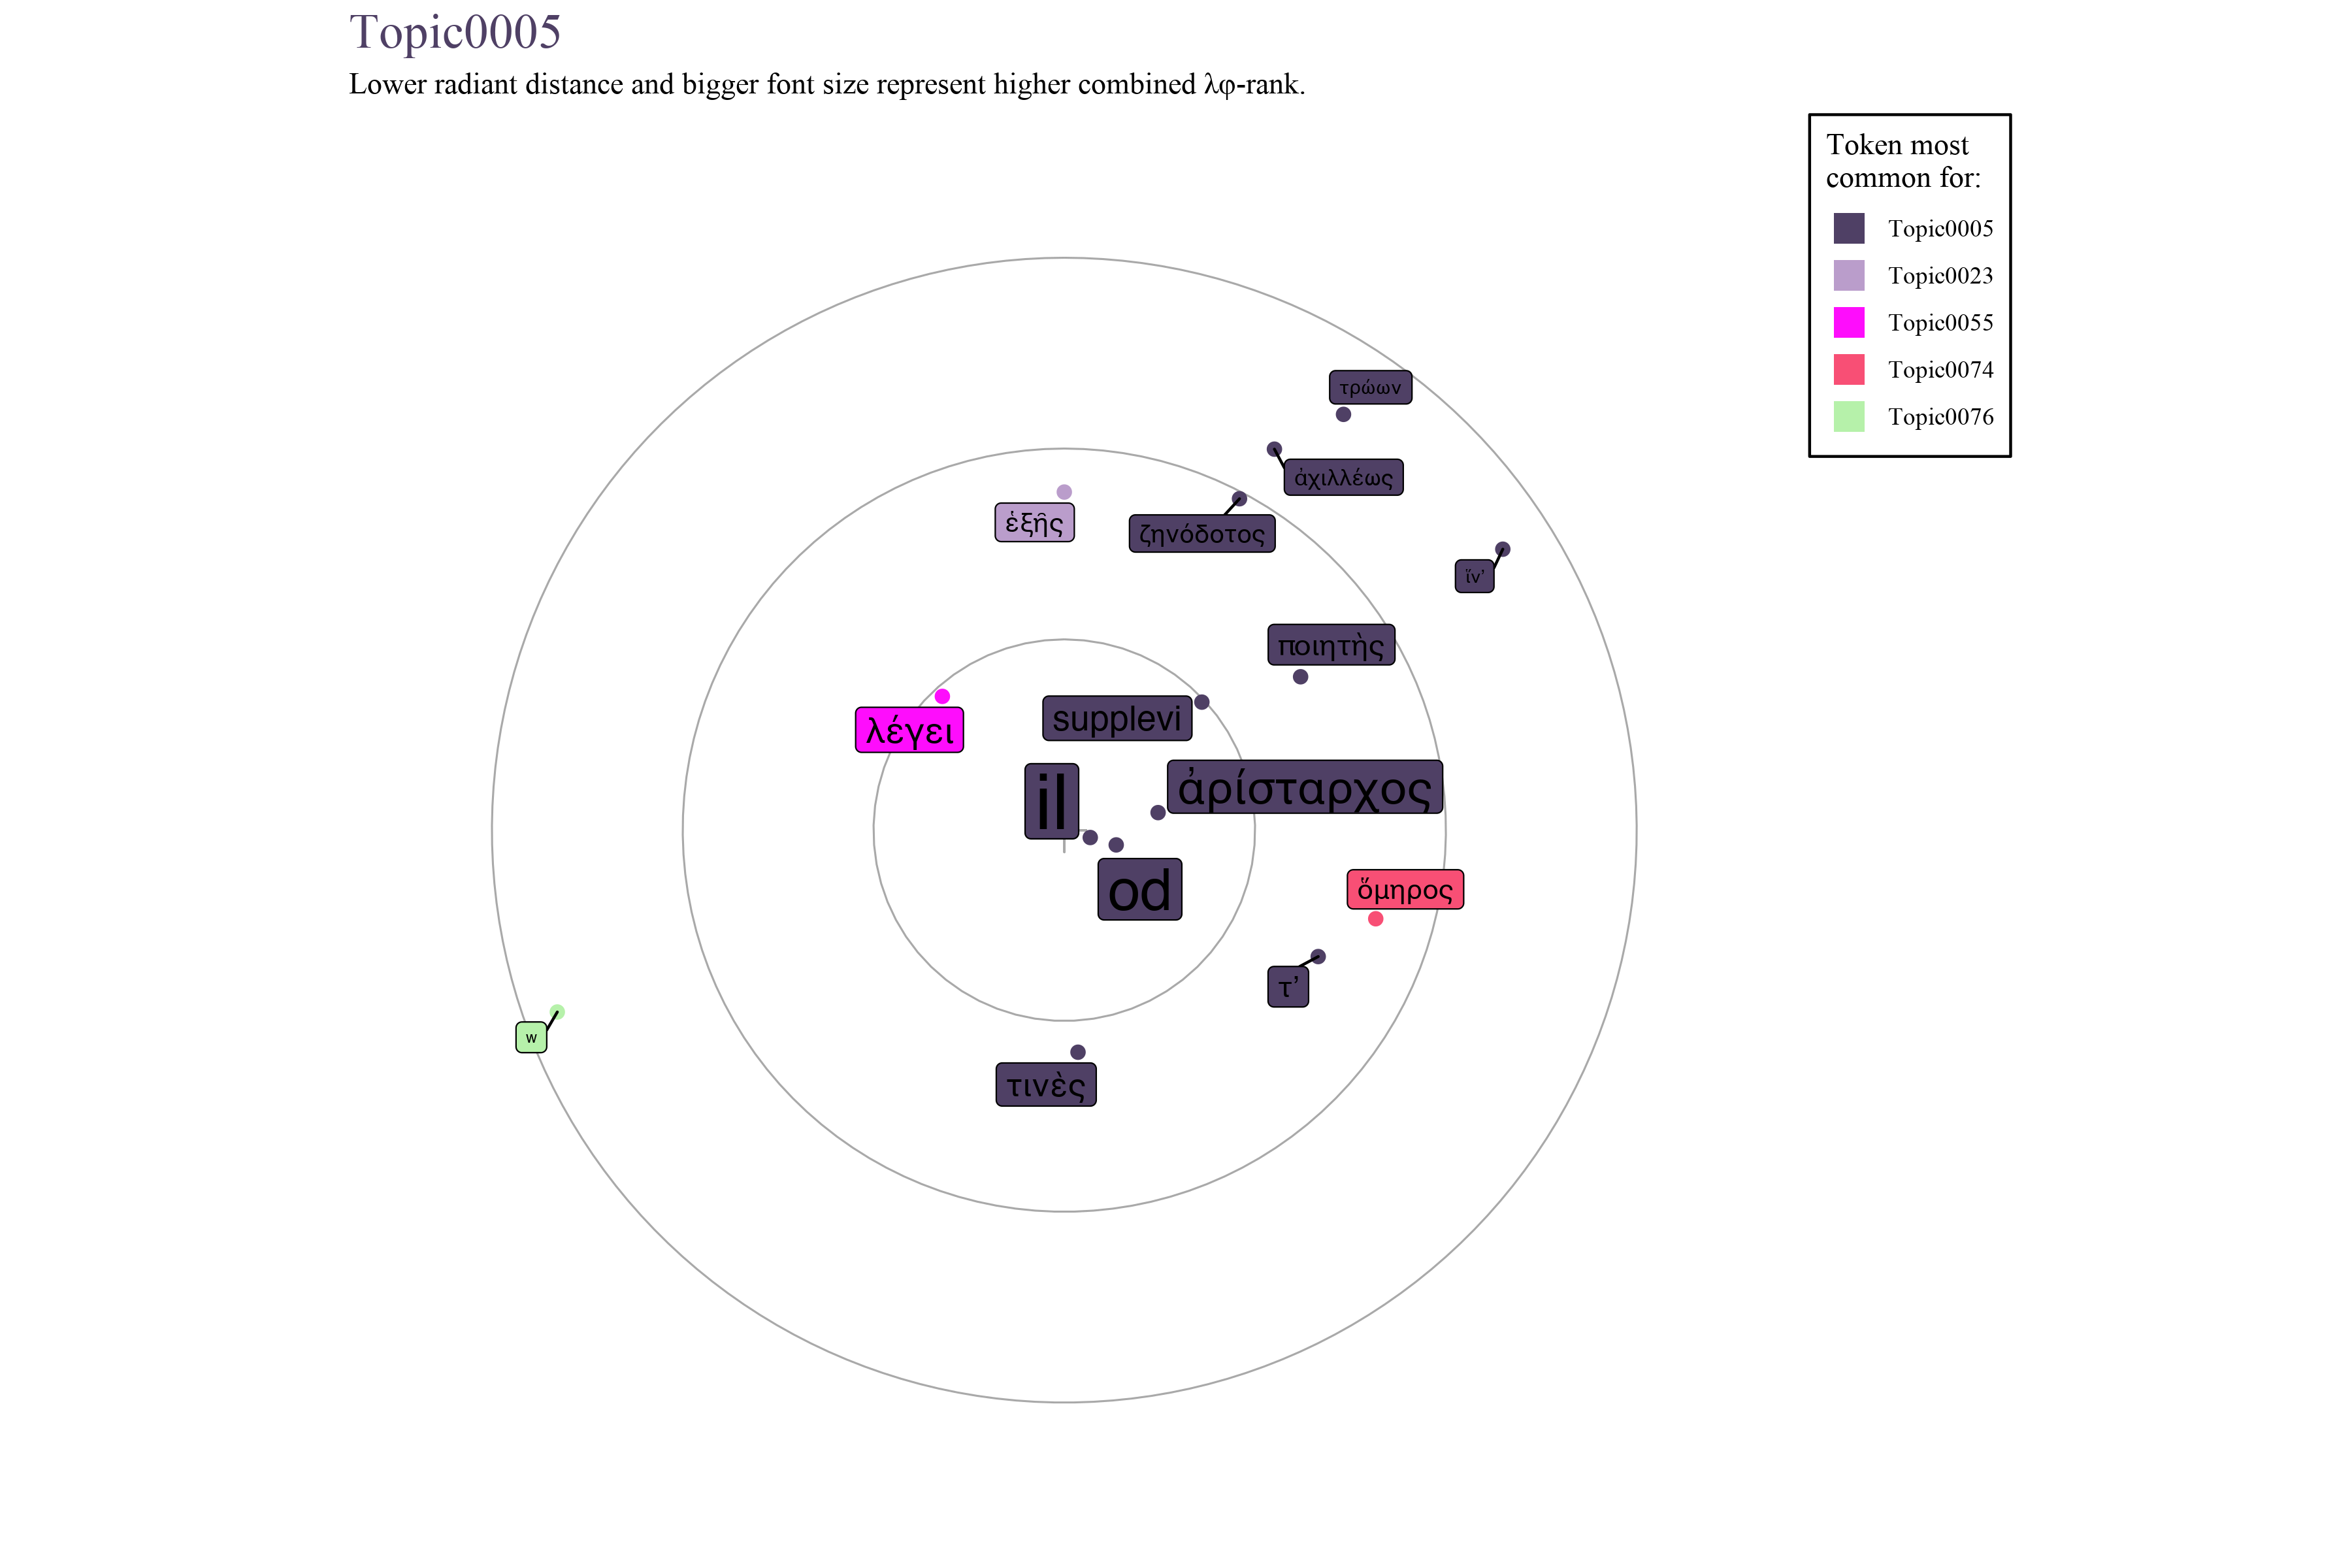 Topic0005
Lower radiant distance and bigger font size represent higher combined λφ-rank.
Token most
common for:
Topic0005
Topic0023
Topic0055
Topic0074
Topic0076
τρώων
ἀχιλλέως
ἑξῆς
ζηνόδοτος
ἵν’
ποιητὴς
supplevi
λέγει
ἀρίσταρχος
il
od
ὅμηρος
τ’
w
τινὲς